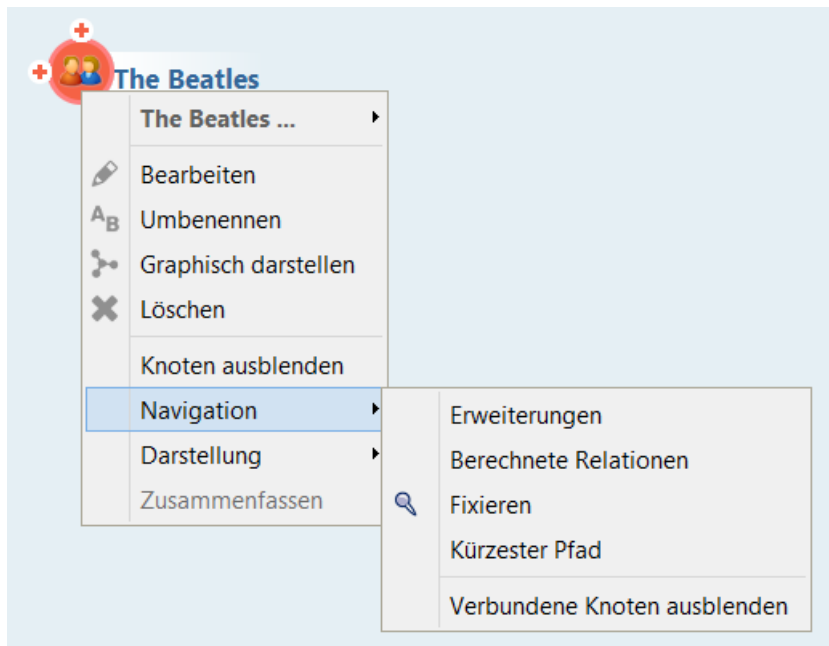 The Beatles
The Beatles ...
Bearbeiten
Umbenennen
Graphisch darstellen
Löschen
Knoten ausblenden
Navigation
Darstellung
Zusammenfassen
Erweiterungen
Berechnete Relationen
Fixieren
Kürzester Pfad
Verbundene Knoten ausblenden